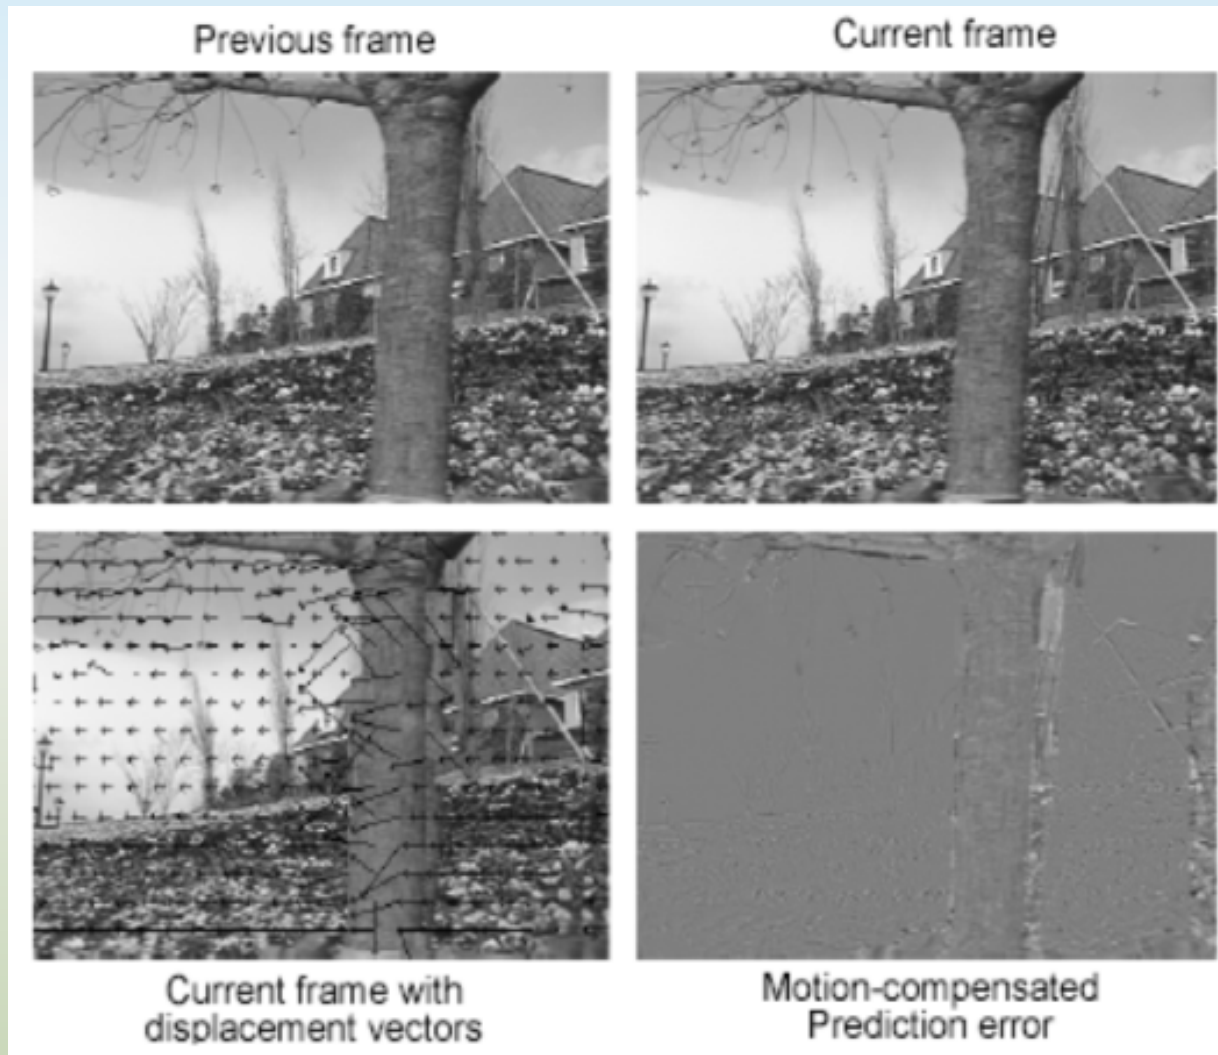 Previous frame
Current frame
Current frame with
displacement vectors
Motion-compensated
Prediction error